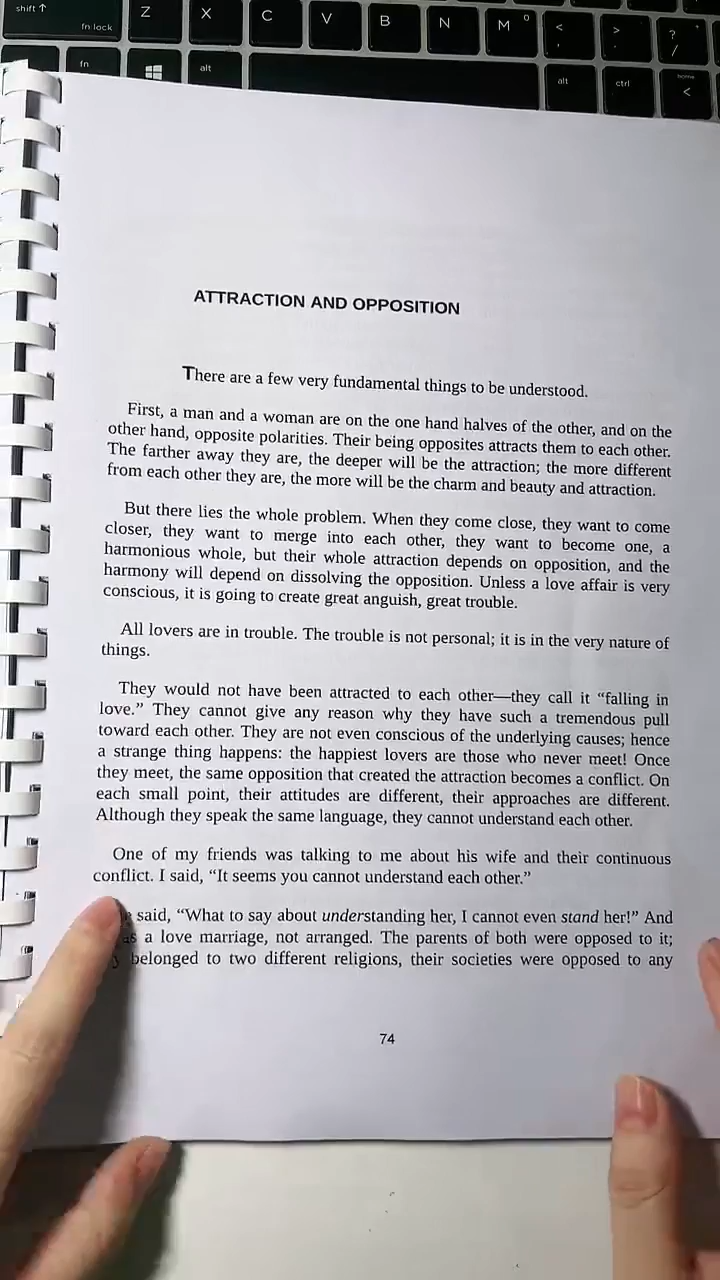 shift ↑
fn lock
Z
X
C
V
B
N
M
<
,
>
.
?
/
fn
alt
alt
ctrl
home
<
ATTRACTION AND OPPOSITION
There are a few very fundamental things to be understood.
First, a man and a woman are on the one hand halves of the other, and on the
other hand, opposite polarities. Their being opposites attracts them to each other.
The farther away they are, the deeper will be the attraction; the more different
from each other they are, the more will be the charm and beauty and attraction.
But there lies the whole problem. When they come close, they want to come
closer, they want to merge into each other, they want to become one, a
harmonious whole, but their whole attraction depends on opposition, and the
harmony will depend on dissolving the opposition. Unless a love affair is very
conscious, it is going to create great anguish, great trouble.
All lovers are in trouble. The trouble is not personal; it is in the very nature of
things.
They would not have been attracted to each other—they call it “falling in
love.” They cannot give any reason why they have such a tremendous pull
toward each other. They are not even conscious of the underlying causes; hence
a strange thing happens: the happiest lovers are those who never meet! Once
they meet, the same opposition that created the attraction becomes a conflict. On
each small point, their attitudes are different, their approaches are different.
Although they speak the same language, they cannot understand each other.
One of my friends was talking to me about his wife and their continuous
conflict. I said, “It seems you cannot understand each other.”
said, “What to say about understanding her, I cannot even stand her!” And
a love marriage, not arranged. The parents of both were opposed to it;
belonged to two different religions, their societies were opposed to any
74